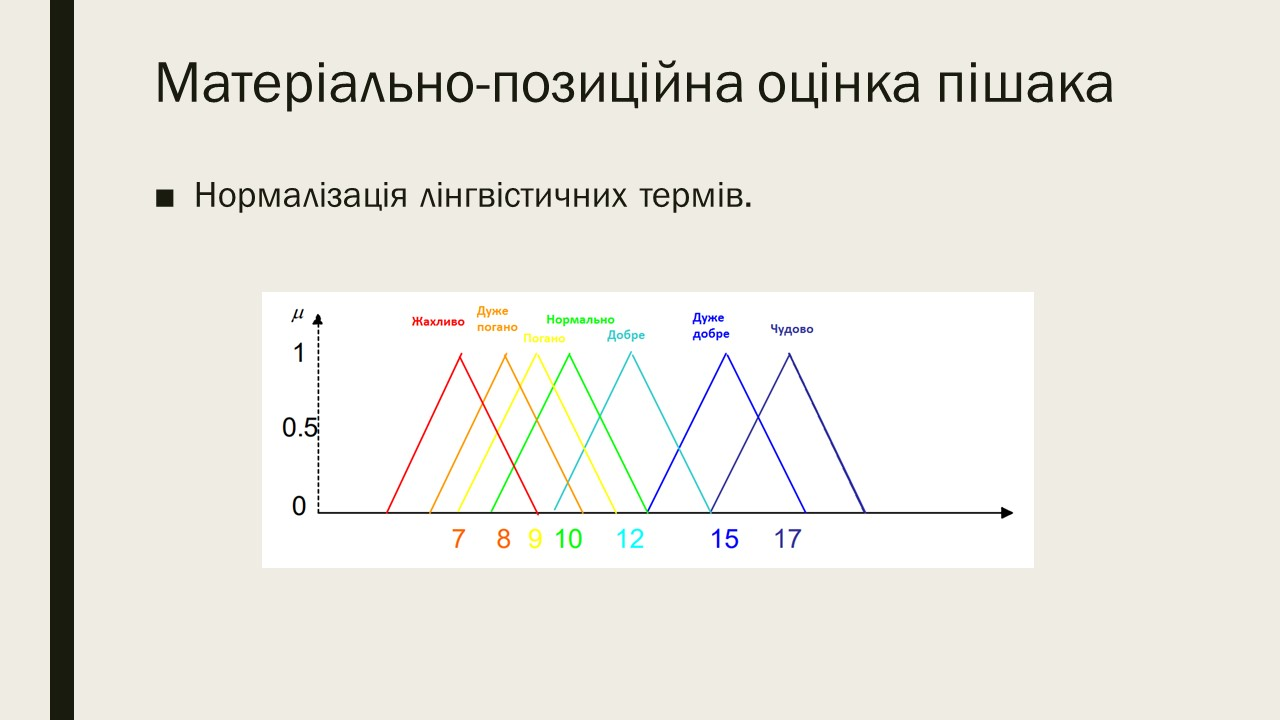 Матеріально-позиційна оцінка пішака
■ Нормалізація лінгвістичних термів.
μ
Жахливо
Дуже
погано
Погано
Нормально
Добре
Дуже
добре
Чудово
1
0.5
0
7 8 9 10 12 15 17